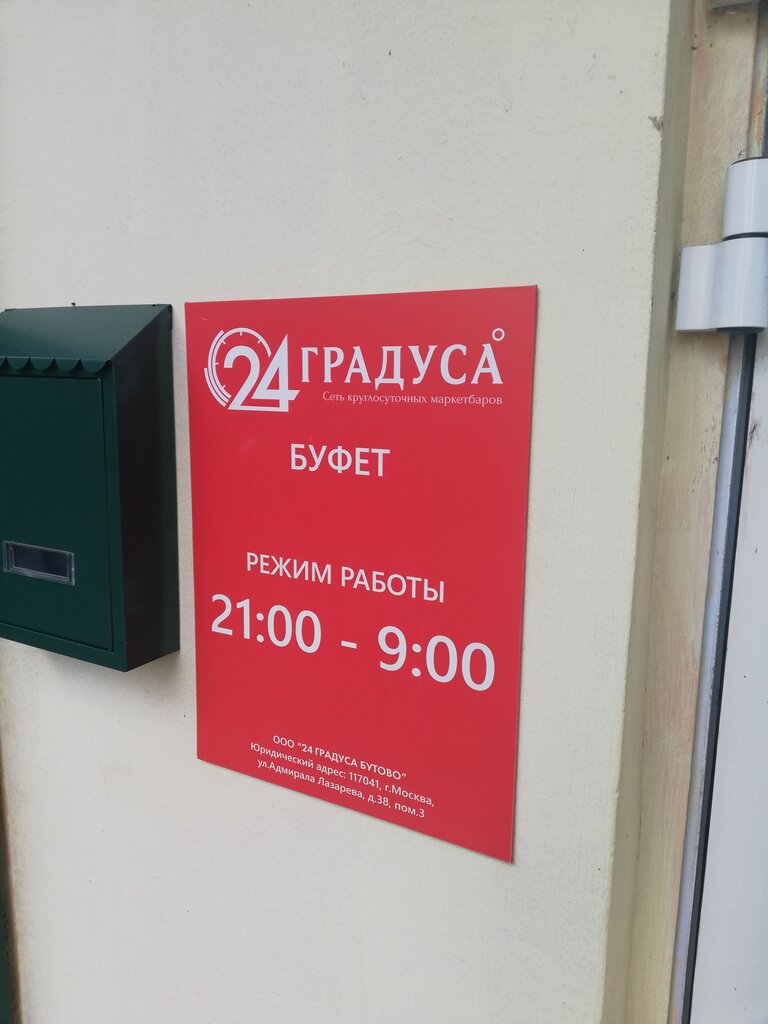 24 ГРАДУСА°
Сеть круглосуточных маркетбаров
БУФЕТ
РЕЖИМ РАБОТЫ
21:00 - 9:00
ООО "24 ГРАДУСА БУТОВО"
Юридический адрес: 117041, г.Москва,
ул.Адмирала Лазарева, д.38, пом.3